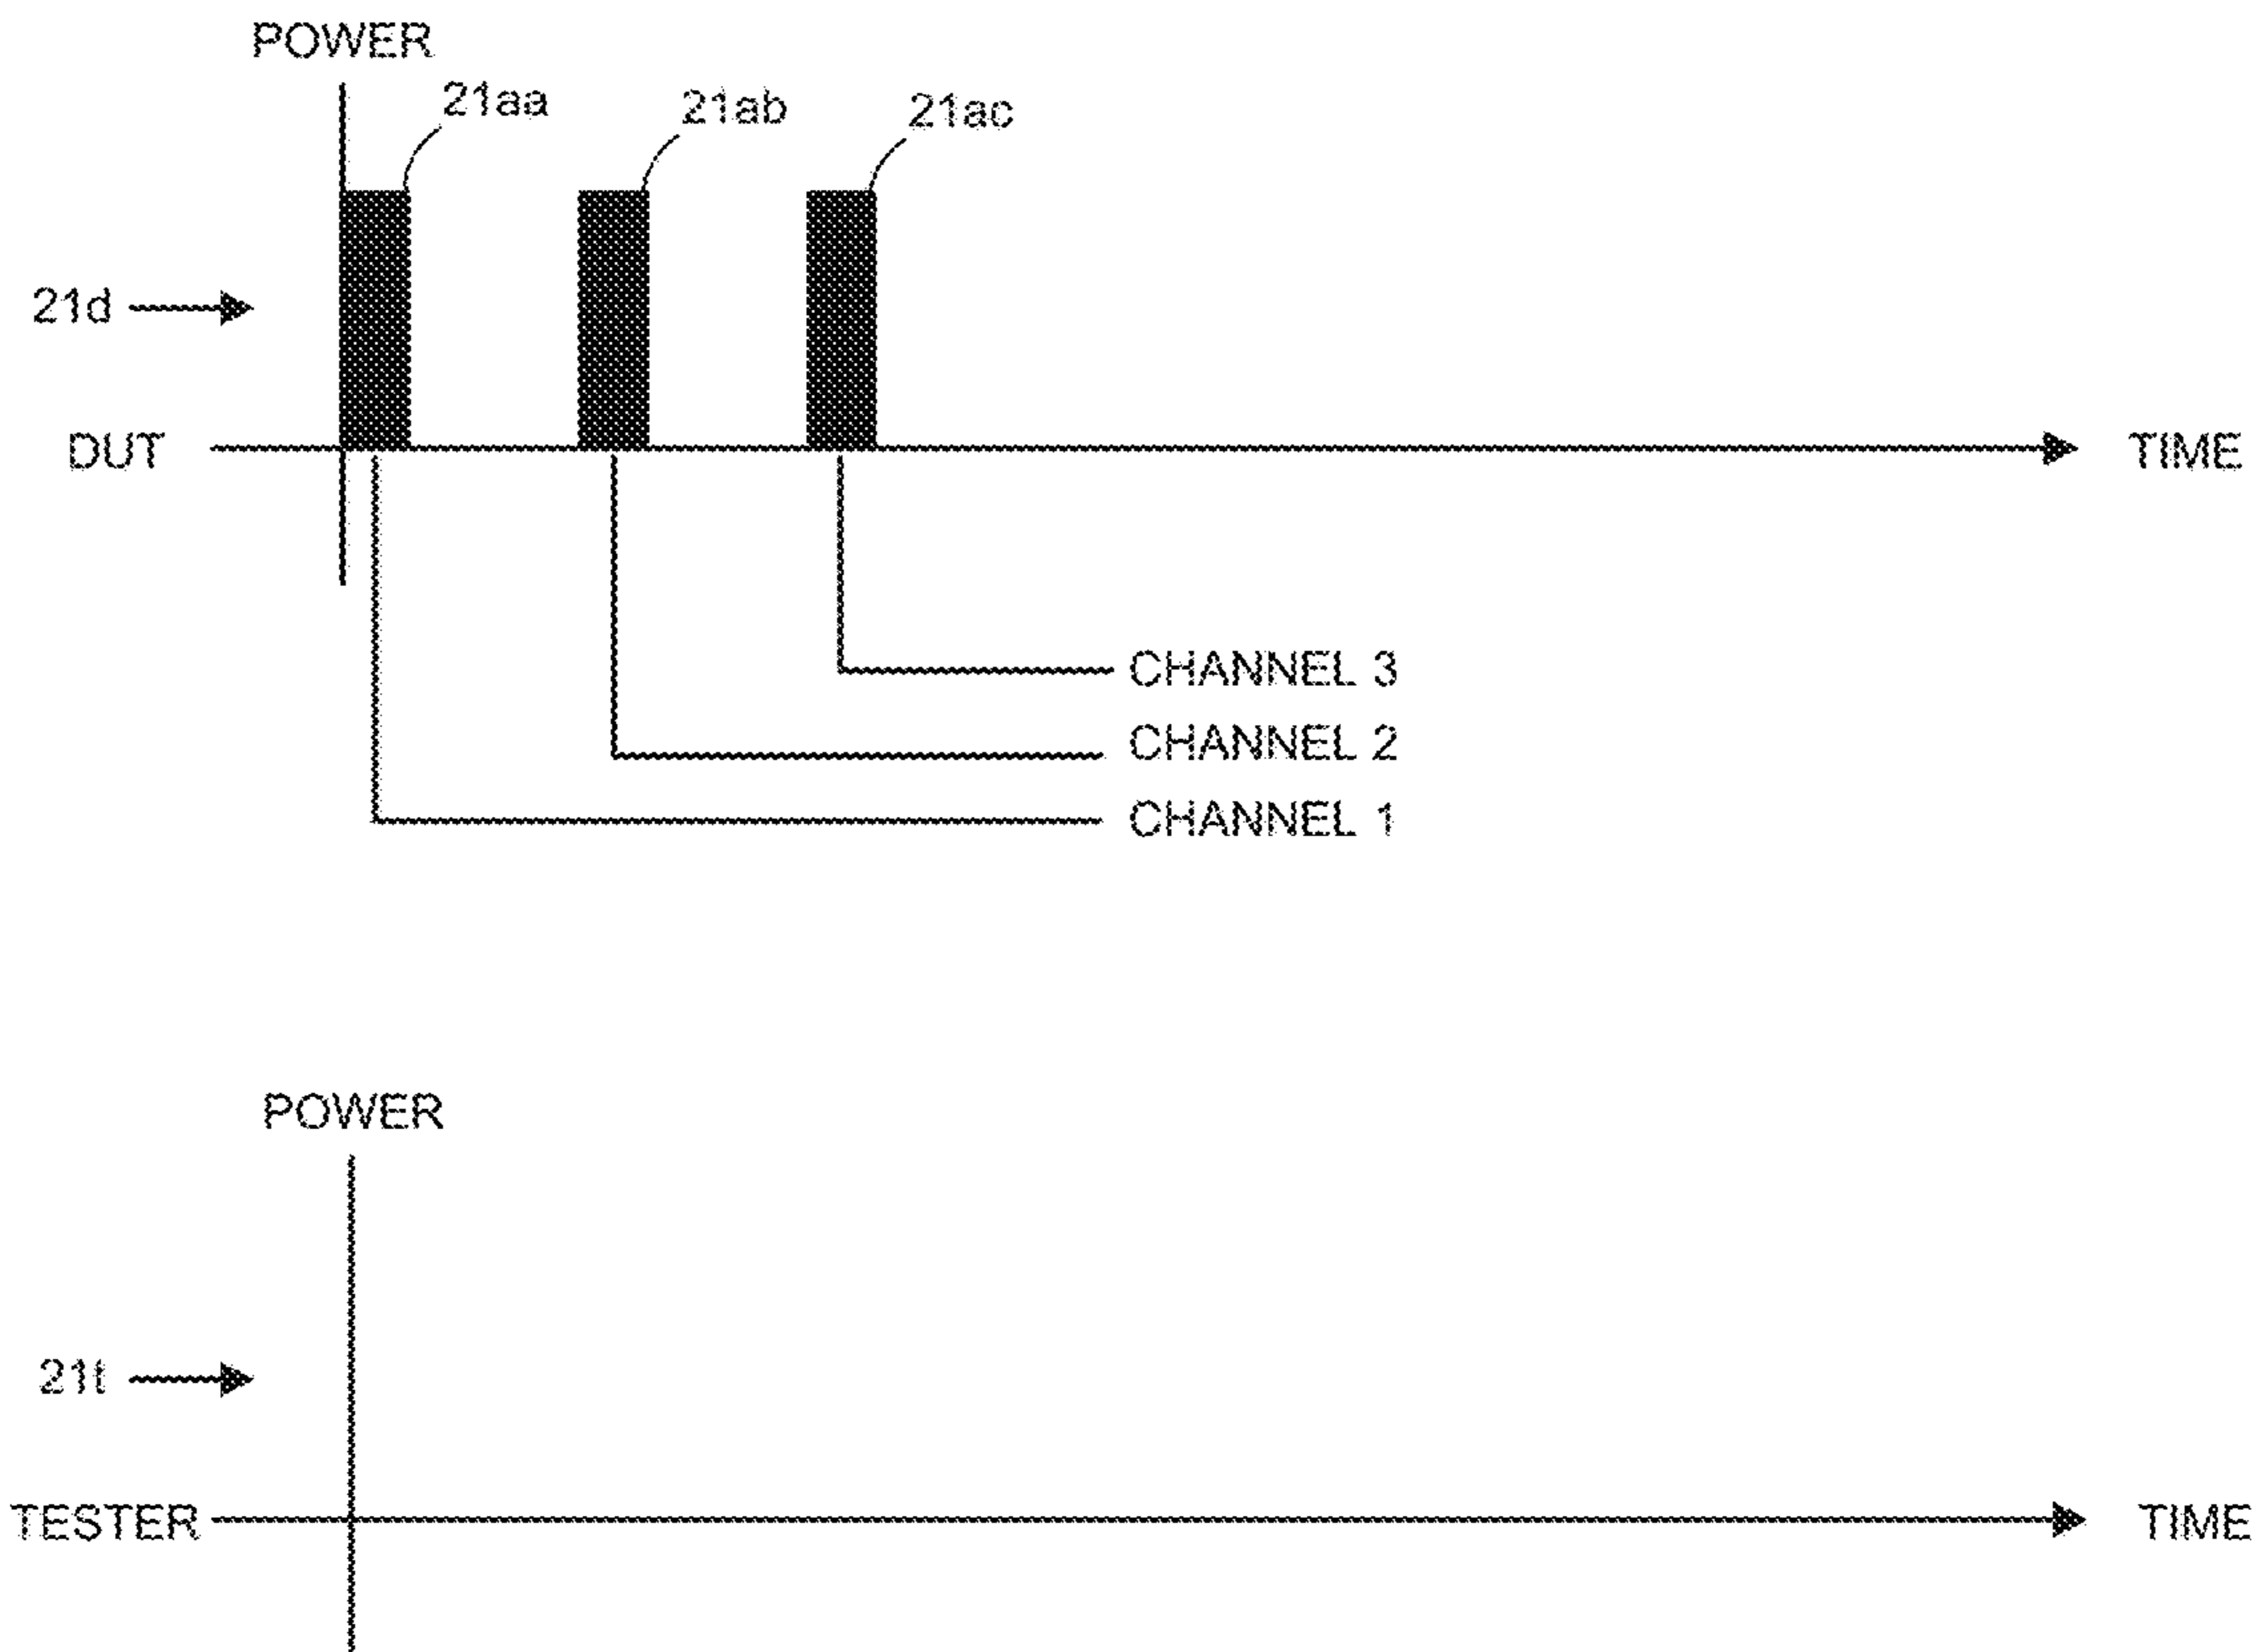 POWER
21aa
21ab
21ac
21d
DUT
TIME
CHANNEL 3
CHANNEL 2
CHANNEL 1
POWER
21t
TESTER
TIME